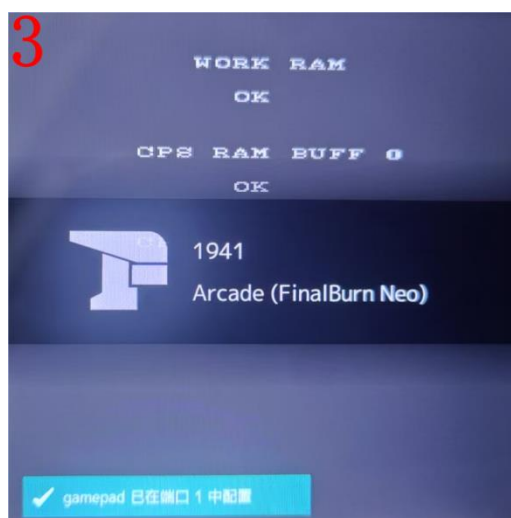 3
WORK RAM
OK
CPS RAM BUFF 0
OK
1941
Arcade (FinalBurn Neo)
gamepad 已在端口 1 中配置